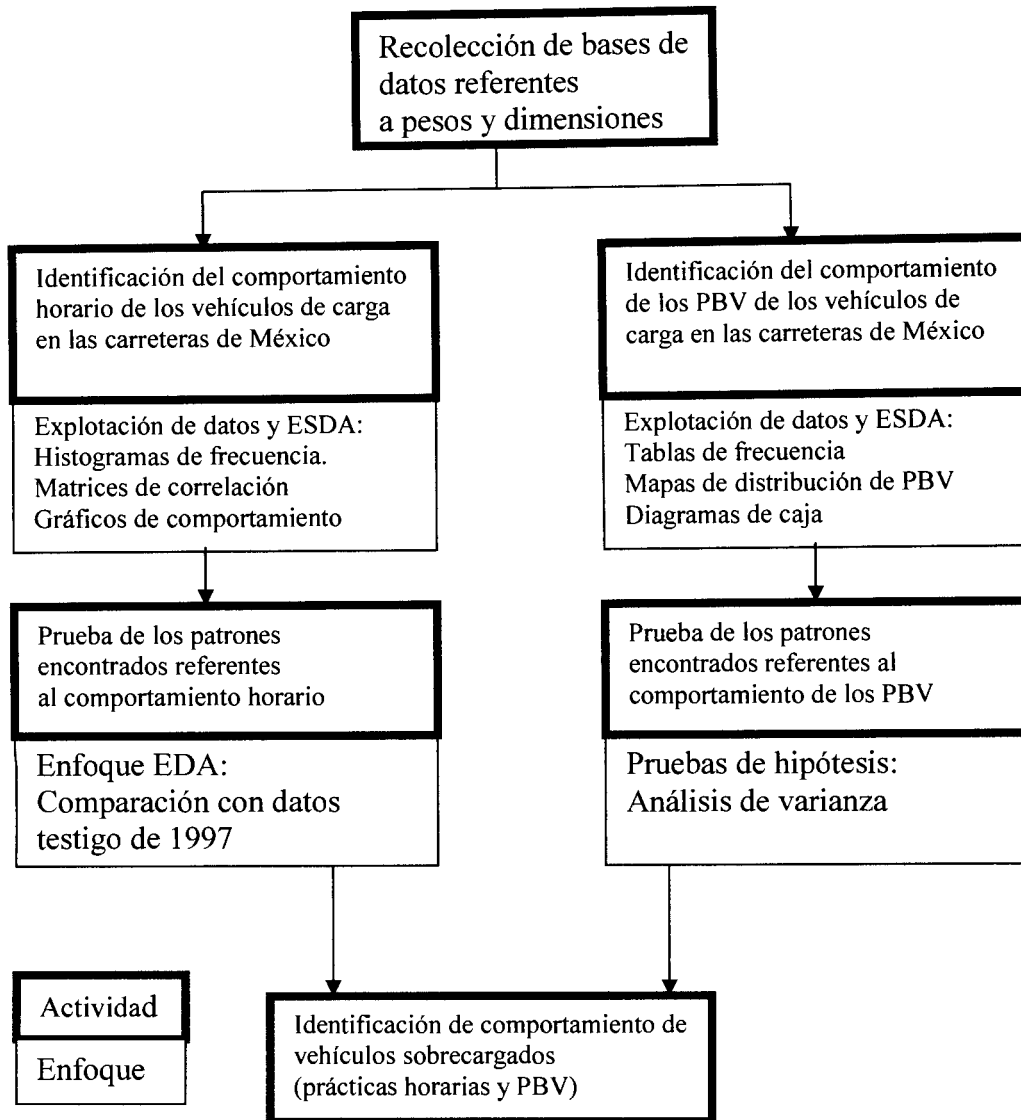 Recolección de bases de
datos referentes
a pesos y dimensiones
Identificación del comportamiento
horario de los vehículos de carga
en las carreteras de México
Explotación de datos y ESDA:
Histogramas de frecuencia.
Matrices de correlación
Gráficos de comportamiento
Prueba de los patrones
encontrados referentes
al comportamiento horario
Enfoque EDA:
Comparación con datos
testigo de 1997
Identificación del comportamiento
de los PBV de los vehículos de
carga en las carreteras de México
Explotación de datos y ESDA:
Tablas de frecuencia
Mapas de distribución de PBV
Diagramas de caja
Prueba de los patrones
encontrados referentes al
comportamiento de los PBV
Pruebas de hipótesis:
Análisis de varianza
Actividad
Enfoque
Identificación de comportamiento de
vehículos sobrecargados
(prácticas horarias y PBV)